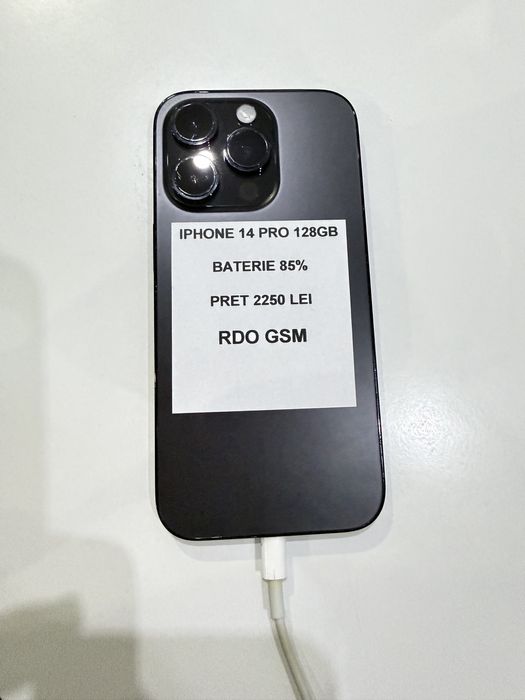 IPHONE 14 PRO 128GB
BATERIE 85%
PRET 2250 LEI
RDO GSM